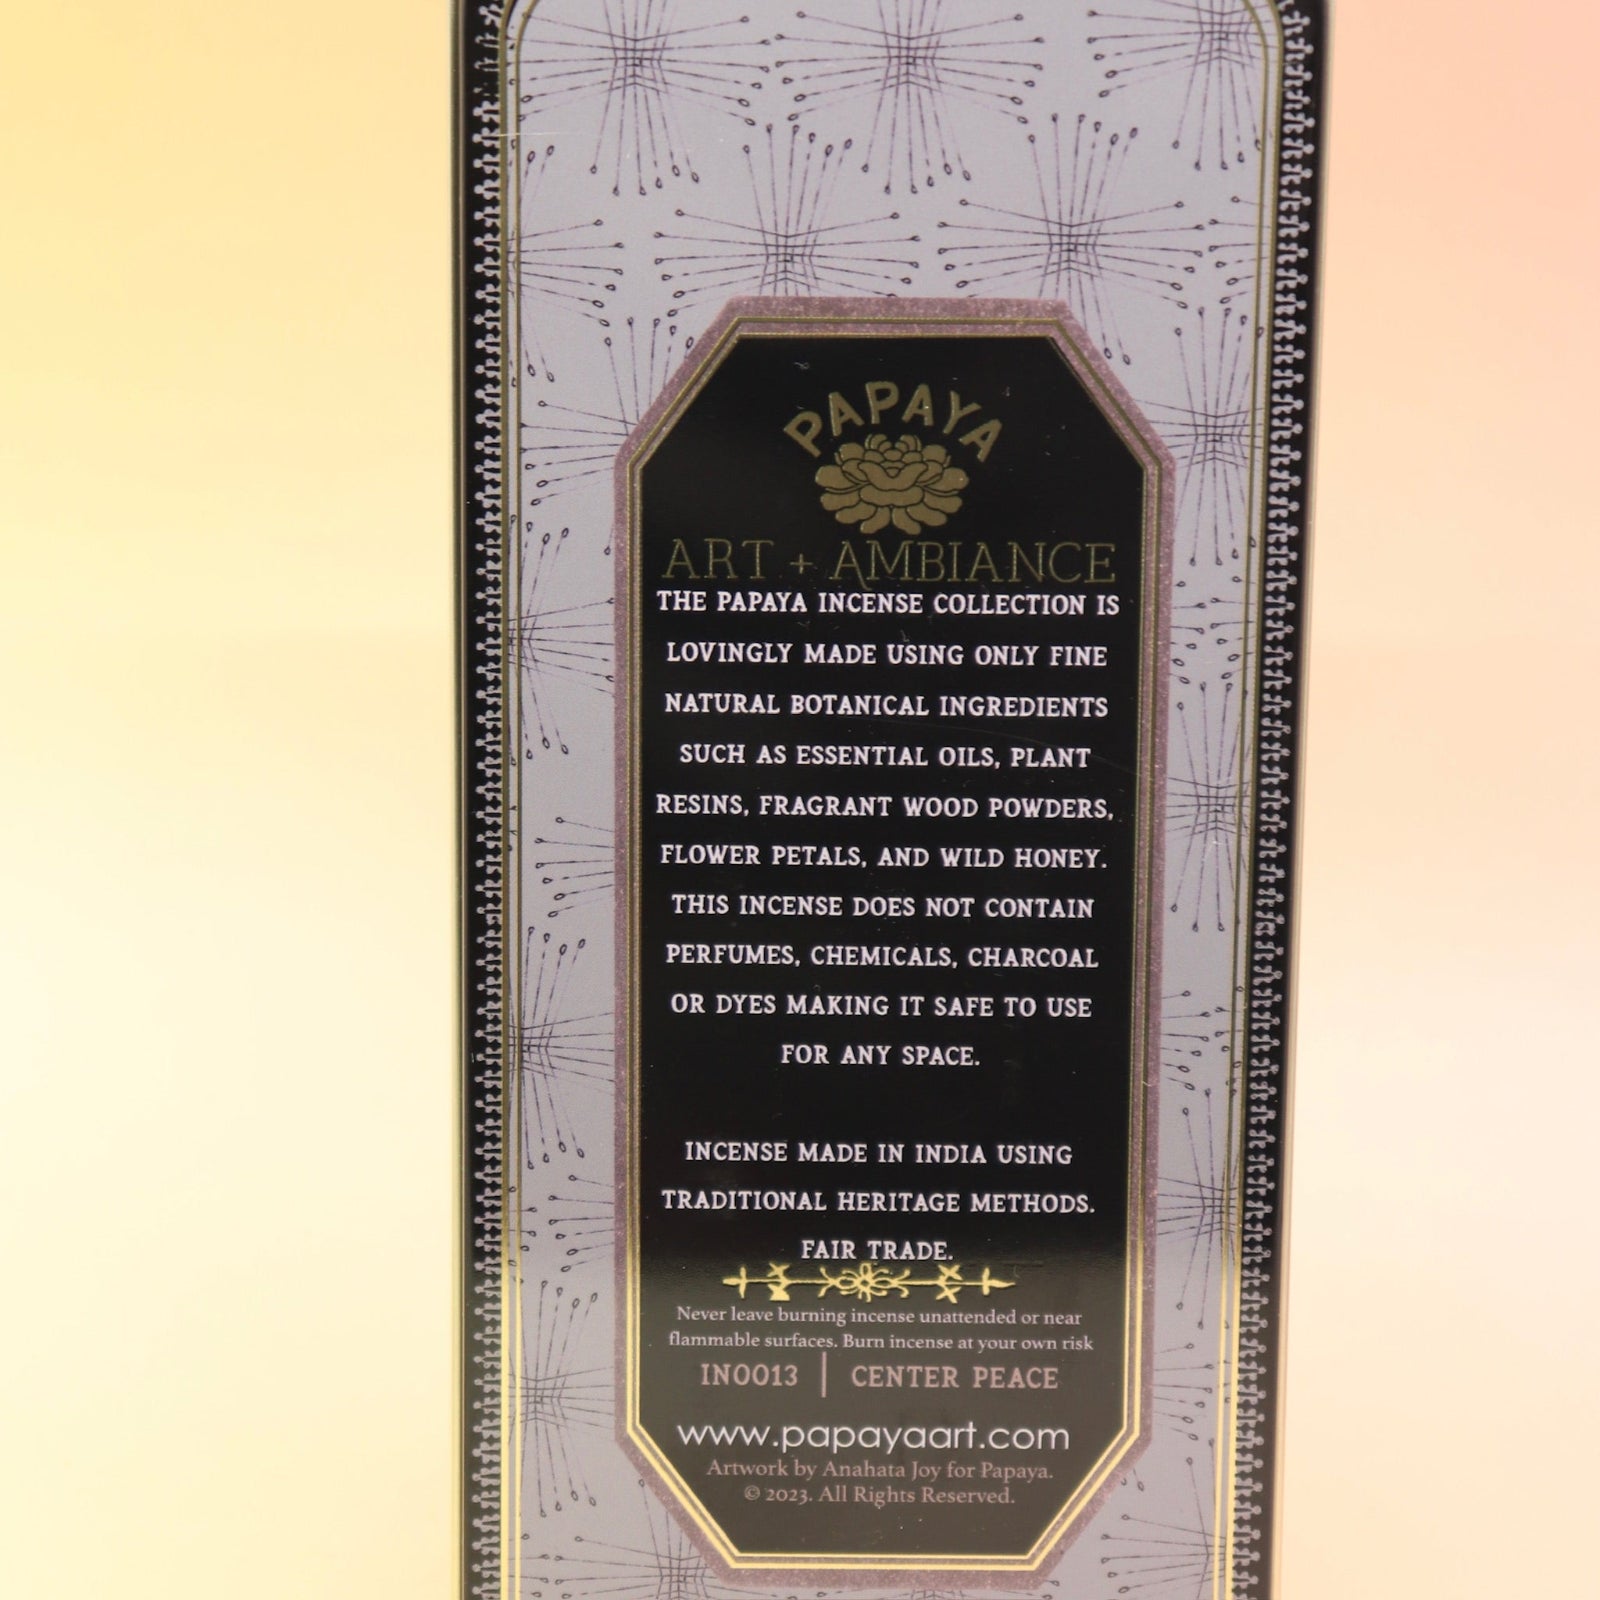 PAPAYA
ART + AMBIANCE
THE PAPAYA INCENSE COLLECTION IS
LOVINGLY MADE USING ONLY FINE
NATURAL BOTANICAL INGREDIENTS
SUCH AS ESSENTIAL OILS, PLANT
RESINS, FRAGRANT WOOD POWDERS,
FLOWER PETALS, AND WILD HONEY.
THIS INCENSE DOES NOT CONTAIN
PERFUMES, CHEMICALS, CHARCOAL
OR DYES MAKING IT SAFE TO USE
FOR ANY SPACE.
INCENSE MADE IN INDIA USING
TRADITIONAL HERITAGE METHODS.
FAIR TRADE.
Never leave burning incense unattended or near
flammable surfaces. Burn incense at your own risk
IN0013 | CENTER PEACE
www.papayaart.com
Artwork by Anahata Joy for Papaya.
© 2023. All Rights Reserved.